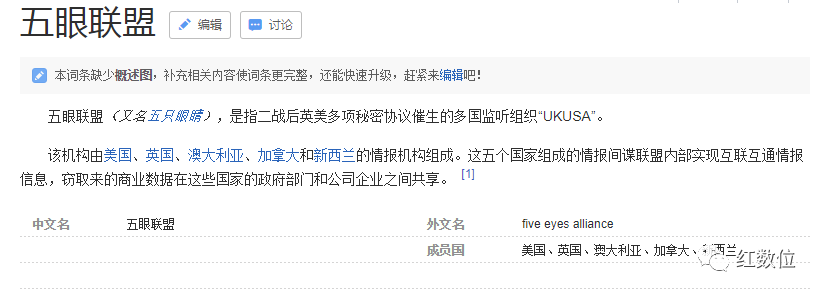 五眼联盟 编辑 讨论
本词条缺少概述图，补充相关内容使词条更完整，还能快速升级，赶紧来编辑吧！
五眼联盟（又名五只眼睛），是指二战后英美多项秘密协议催生的多国监听组织“UKUSA”。
该机构由美国、英国、澳大利亚、加拿大和新西兰的情报机构组成。这五个国家组成的情报间谍联盟内部实现互联互通情报
信息，窃取来的商业数据在这些国家的政府部门和公司企业之间共享。 [1]
中文名 五眼联盟 外文名 five eyes alliance
成员国 美国、英国、澳大利亚、加拿大、新西兰
红数位